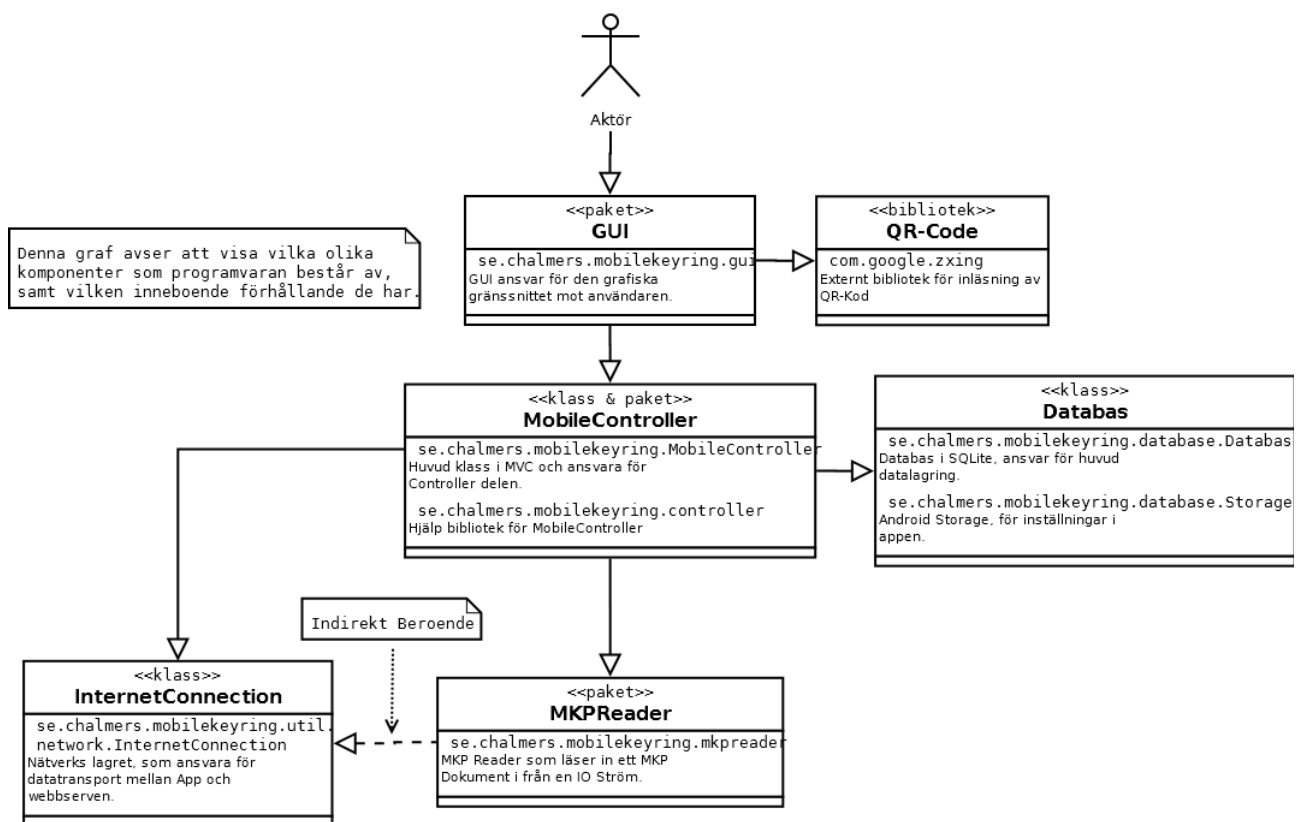 Aktör
<<paket>>
GUI
se.chalmers.mobilekeyring.gui
GUI ansvar för den grafiska
gränssnittet mot användaren.
<<bibliotek>>
QR-Code
com.google.zxing
Externt bibliotek för inläsning av
QR-Kod
Denna graf avser att visa vilka olika
komponenter som programvaran består av,
samt vilken inneboende förhållande de har.
<<klass & paket>>
MobileController
se.chalmers.mobilekeyring.MobileController
Huvud klass i MVC och ansvara för
Controller delen.
se.chalmers.mobilekeyring.controller
Hjälp bibliotek för MobileController
<<klass>>
Databas
se.chalmers.mobilekeyring.database.Databas
Databas i SQLite, ansvar för huvud
datalagring.
se.chalmers.mobilekeyring.database.Storage
Android Storage, för inställningar i
appen.
Indirekt Beroende
<<klass>>
InternetConnection
se.chalmers.mobilekeyring.util.
network.InternetConnection
Nätverks lagret, som ansvara för
datatransport mellan App och
webbserven.
<<paket>>
MKPReader
se.chalmers.mobilekeyring.mkpreader
MKP Reader som läser in ett MKP
Dokument i från en IO Ström.